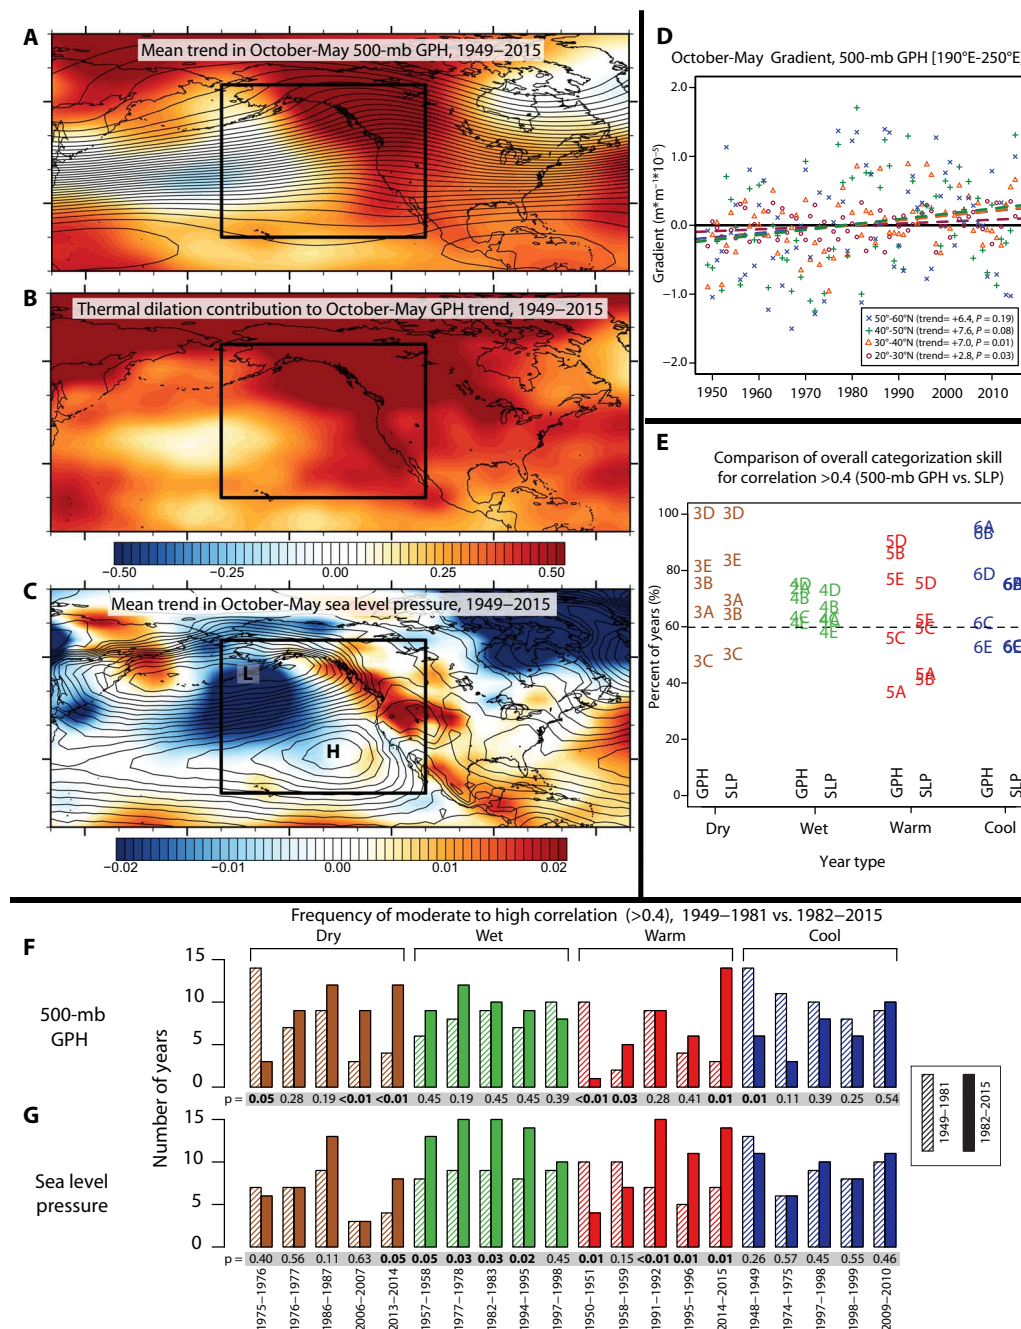 A
Mean trend in October-May 500-mb GPH, 1949−2015
B
Thermal dilation contribution to October-May GPH trend, 1949−2015
−0.50 −0.25 0.00 0.25 0.50
C
Mean trend in October-May sea level pressure, 1949−2015
L
H
−0.02 −0.01 0.00 0.01 0.02
D
October-May Gradient, 500-mb GPH [190°E-250°E]
Gradient (m*m⁻¹*10⁻⁵)
2.0
1.0
0.0
−1.0
−2.0
× 50°-60°N (trend= +6.4, P = 0.19)
+ 40°-50°N (trend= +7.6, P = 0.08)
△ 30°-40°N (trend= +7.0, P = 0.01)
○ 20°-30°N (trend= +2.8, P = 0.03)
1950 1960 1970 1980 1990 2000 2010
E
Comparison of overall categorization skill
for correlation >0.4 (500-mb GPH vs. SLP)
Percent of years (%)
100
80
60
40
20
0
3D 3E 3B 3A 3C
3D 3E 3A 3B 3C
4D 4A 4B 4C 4E
4D 4B 4A 4E
5D 5B 5E 5C 5A
5D 5E 5C 5A 5B
6A 6B 6D 6C 6E
GPH SLP GPH SLP GPH SLP GPH SLP
Dry Wet Warm Cool
Year type
Frequency of moderate to high correlation (>0.4), 1949−1981 vs. 1982−2015
F
Dry Wet Warm Cool
500-mb
GPH
15
10
5
0
p = 0.05 0.28 0.19 <0.01 <0.01 0.45 0.19 0.45 0.45 0.39 <0.01 0.03 0.28 0.41 0.01 0.01 0.11 0.39 0.25 0.54
Number of years
G
Sea level
pressure
15
10
5
0
p = 0.40 0.56 0.11 0.63 0.05 0.05 0.03 0.03 0.02 0.45 0.01 0.15 <0.01 0.01 0.01 0.26 0.57 0.45 0.55 0.46
1975−1976
1976−1977
1986−1987
2006−2007
2013−2014
1957−1958
1977−1978
1982−1983
1994−1995
1997−1998
1950−1951
1958−1959
1991−1992
1995−1996
2014−2015
1948−1949
1974−1975
1997−1998
1998−1999
2009−2010
1949−1981
1982−2015